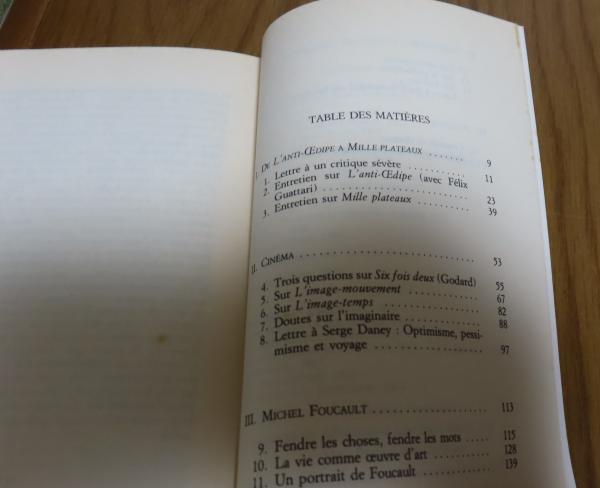 TABLE DES MATIÈRES
I. DE L'ANTI-ŒDIPE A MILLE PLATEAUX ....... 9
1. Lettre à un critique sévère ................ 11
2. Entretien sur L'anti-Œdipe (avec Félix
Guattari) ............................ 23
3. Entretien sur Mille plateaux .......... 39
II. CINÉMA ................................ 53
4. Trois questions sur Six fois deux (Godard) 55
5. Sur L'image-mouvement ................ 67
6. Sur L'image-temps .................... 82
7. Doutes sur l'imaginaire ................ 88
8. Lettre à Serge Daney : Optimisme, pessi-
misme et voyage ..................... 97
III. MICHEL FOUCAULT ................... 113
9. Fendre les choses, fendre les mots ..... 115
10. La vie comme œuvre d'art ............. 128
11. Un portrait de Foucault ............... 139